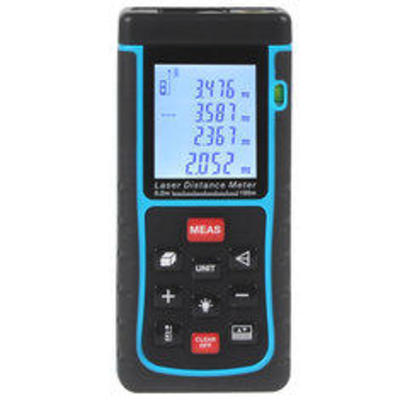 3.476 m
3.587 m
2.367 m
2.052 m
Laser Distance Meter
MEAS
UNIT
+
−
CLEAR
OFF